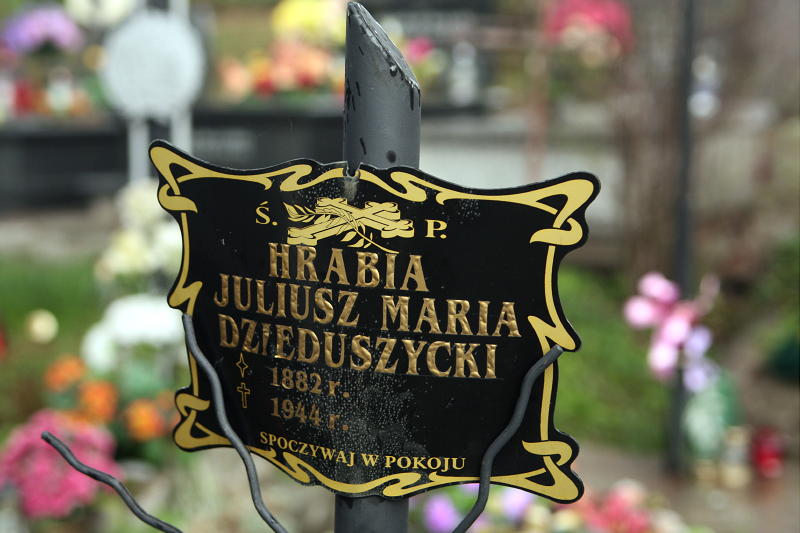 Ś. P.
HRABIA
JULIUSZ MARIA
DZIEDUSZYCKI
1882 r.
1944 r.
SPOCZYWAJ W POKOJU